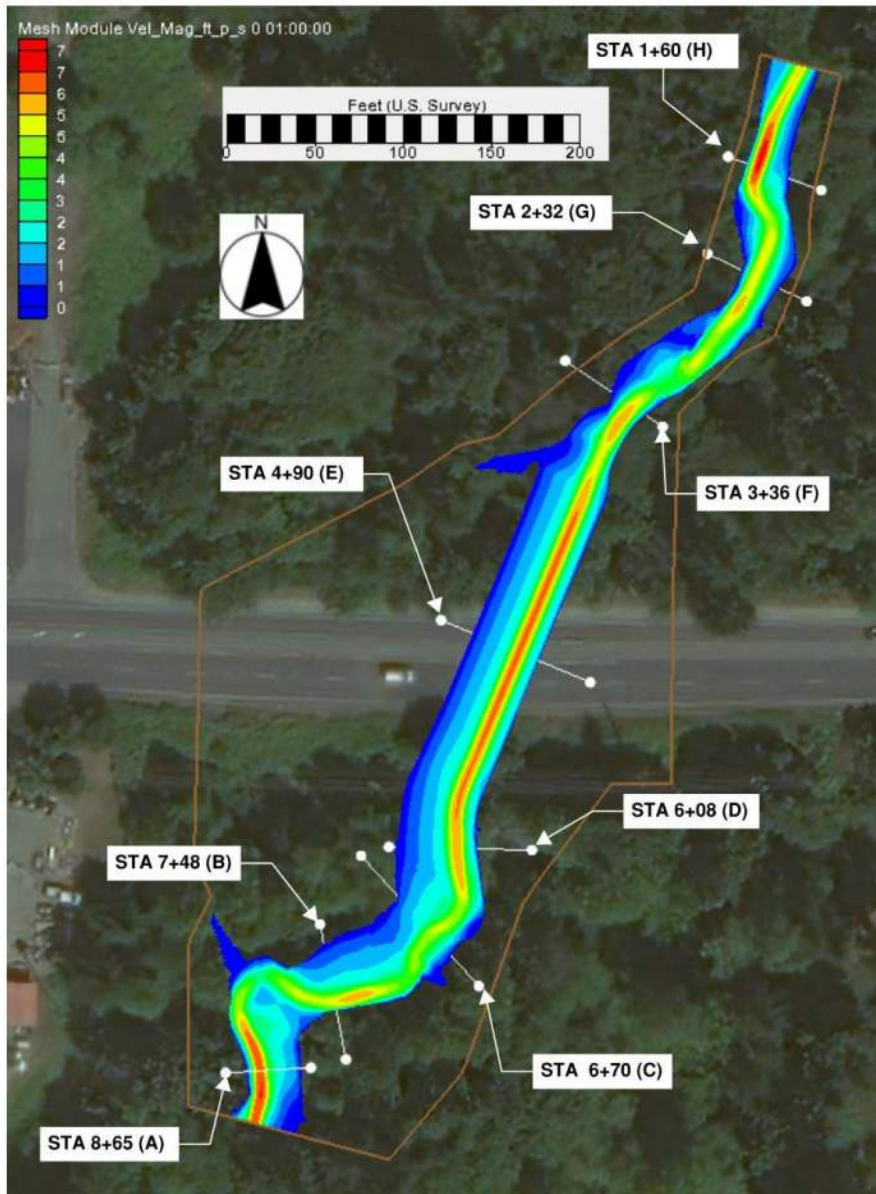 Mesh Module Vel_Mag_ft_p_s 0 01:00:00
7
7
6
6
5
5
4
4
3
2
2
1
1
0
Feet (U.S. Survey)
0 50 100 150 200
N
STA 1+60 (H)
STA 2+32 (G)
STA 4+90 (E)
STA 3+36 (F)
STA 6+08 (D)
STA 7+48 (B)
STA 6+70 (C)
STA 8+65 (A)